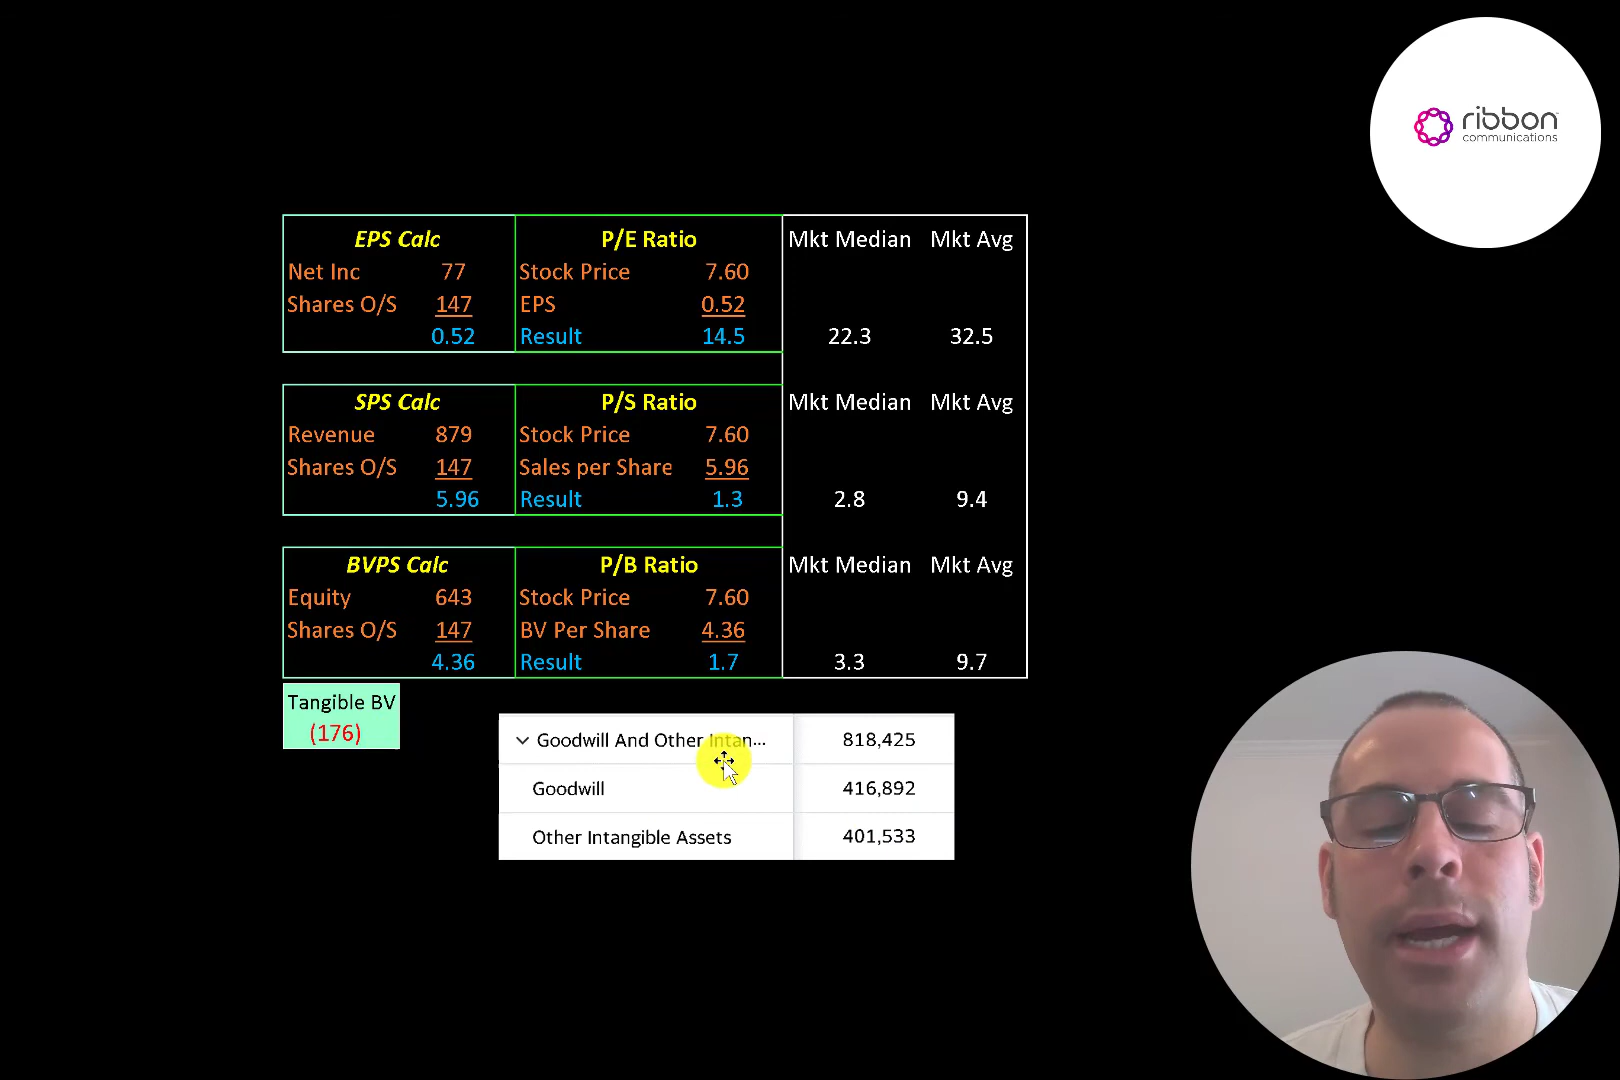 ribbon
communications
EPS Calc P/E Ratio Mkt Median Mkt Avg
Net Inc 77 Stock Price 7.60
Shares O/S 147 EPS 0.52
0.52 Result 14.5 22.3 32.5
SPS Calc P/S Ratio Mkt Median Mkt Avg
Revenue 879 Stock Price 7.60
Shares O/S 147 Sales per Share 5.96
5.96 Result 1.3 2.8 9.4
BVPS Calc P/B Ratio Mkt Median Mkt Avg
Equity 643 Stock Price 7.60
Shares O/S 147 BV Per Share 4.36
4.36 Result 1.7 3.3 9.7
Tangible BV
(176)
Goodwill And Other Intan... 818,425
Goodwill 416,892
Other Intangible Assets 401,533